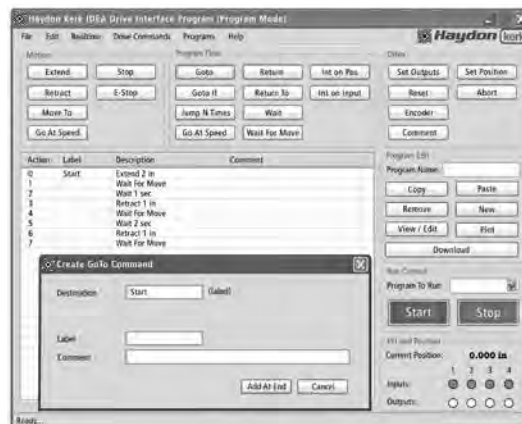 Haydon Kerk IDEA Drive Interface Program (Program Mode)
File Edit Realtime Drive Commands Programs Help
Haydon kerk
Motion
Extend Stop
Retract E-Stop
Move To
Go At Speed
Program Flow
Goto Return Int on Pos
Goto If Return To Int on Input
Jump N Times Wait
Go At Speed Wait For Move
Other
Set Outputs Set Position
Reset Abort
Encoder
Comment
Action Label Description Comment
0 Start Extend 2 in
1 Wait For Move
2 Wait 1 sec
3 Retract 1 in
4 Wait For Move
5 Wait 2 sec
6 Retract 1 in
7 Wait For Move
Program Edit
Program Name:
Copy Paste
Remove New
View / Edit Plot
Download
Run Control
Program To Run:
Start Stop
I/O and Position
Current Position: 0.000 in
1 2 3 4
Inputs:
Outputs:
Create GoTo Command
Destination Start (label)
Label
Comment
Add At End Cancel
Ready...